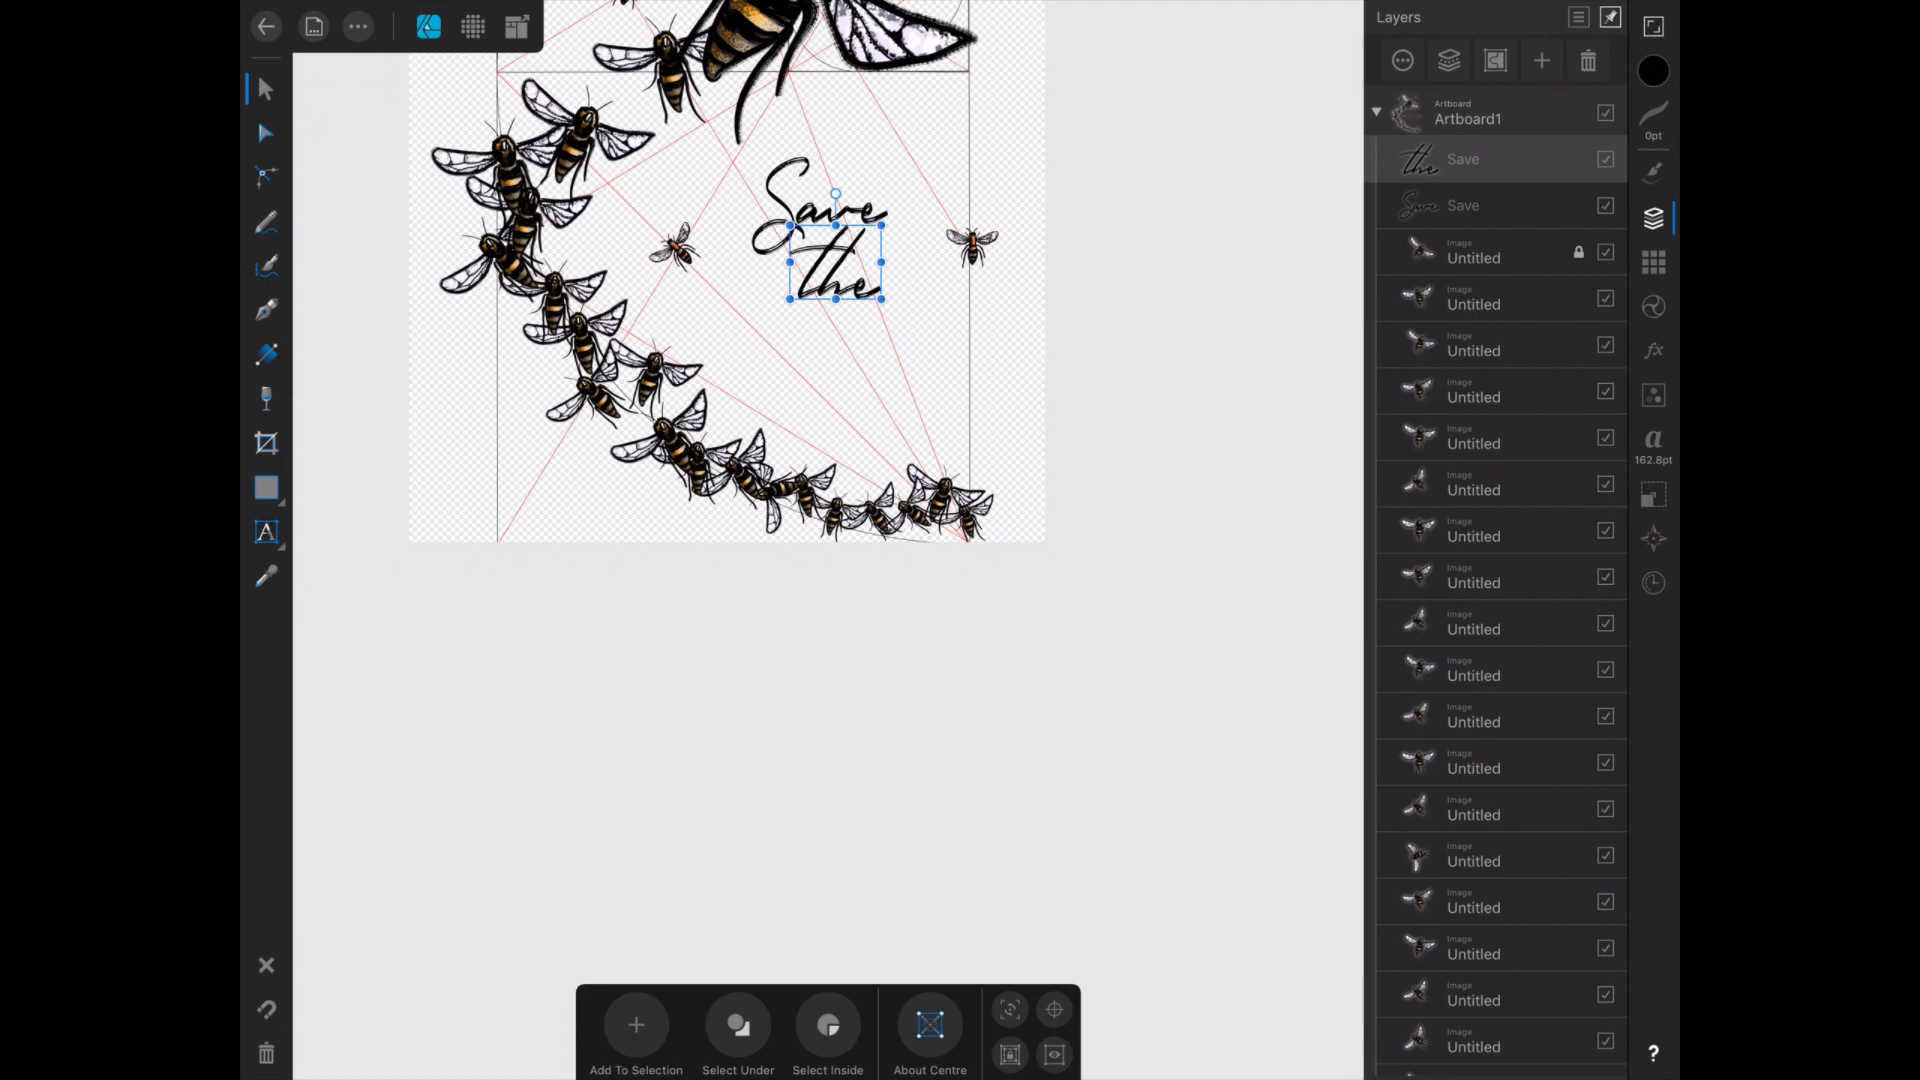 Layers
Artboard
Artboard1
0pt
Save
Save
Image
Untitled
Image
Untitled
Image
Untitled
Image
Untitled
Image
Untitled
162.8pt
Image
Untitled
Image
Untitled
Image
Untitled
Image
Untitled
Image
Untitled
Image
Untitled
Image
Untitled
Image
Untitled
Image
Untitled
Image
Untitled
Image
Untitled
Image
Untitled
Image
Untitled
Save
the
Add To Selection
Select Under
Select Inside
About Centre